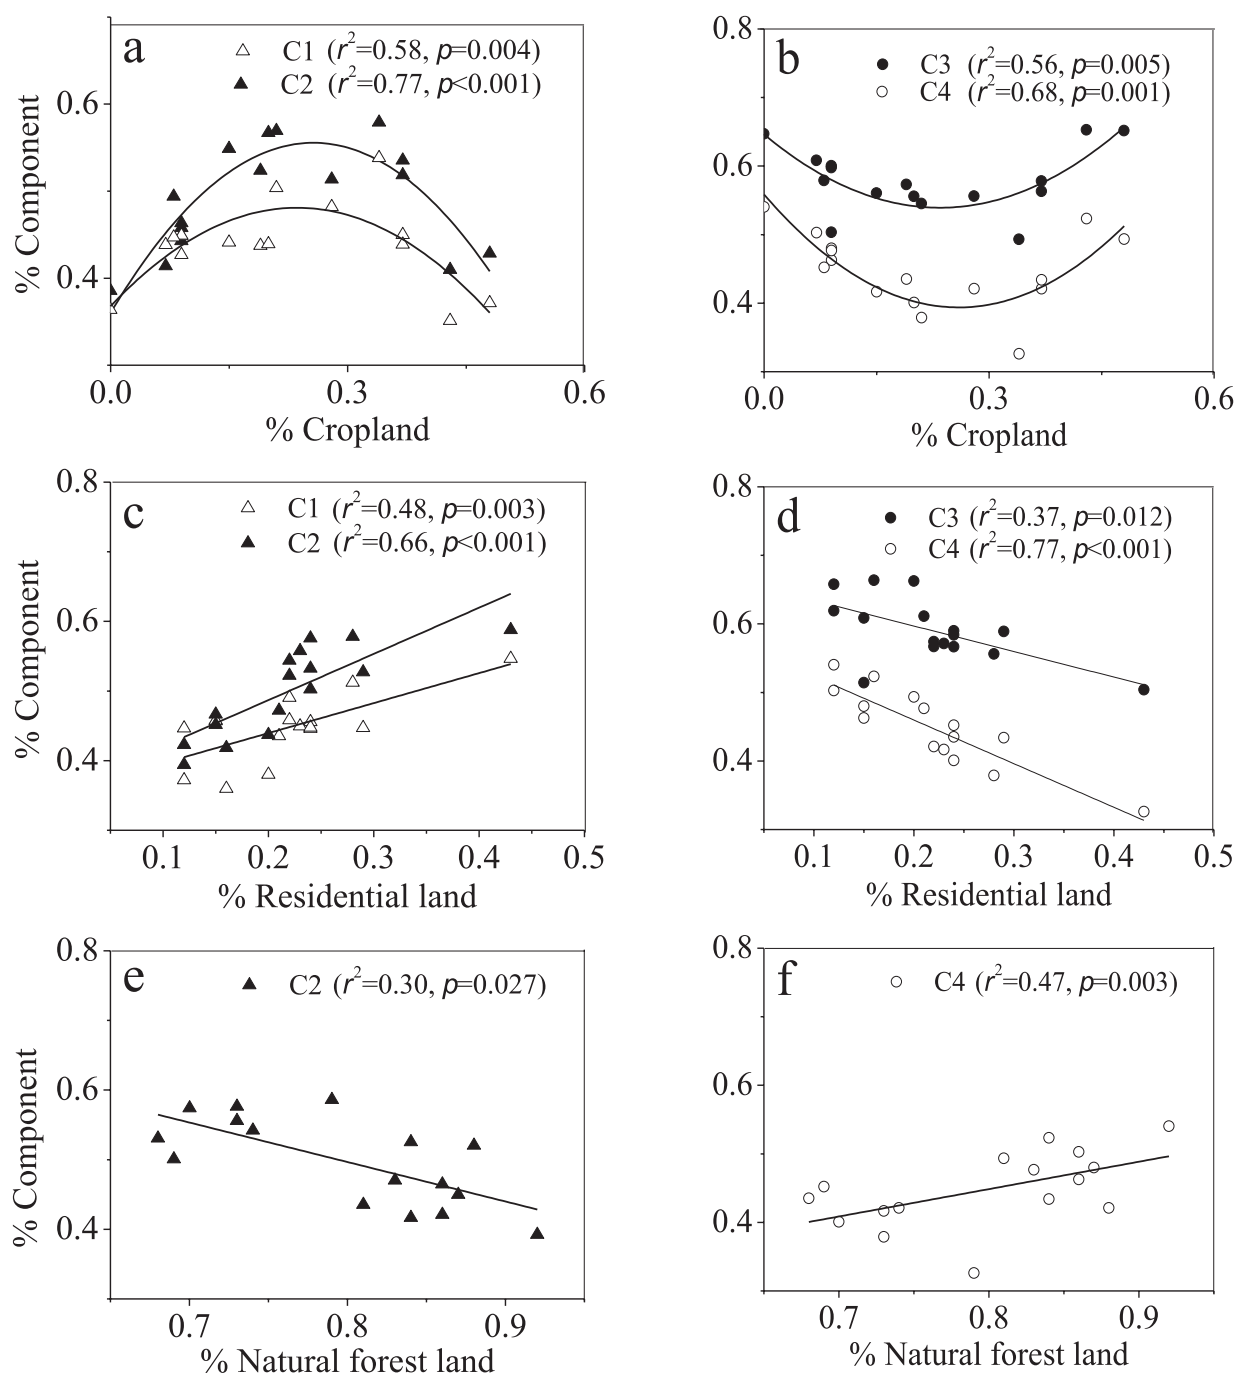 a
C1 (r²=0.58, p=0.004)
C2 (r²=0.77, p<0.001)
0.6
0.4
% Component
0.0 0.3 0.6
% Cropland
b
C3 (r²=0.56, p=0.005)
C4 (r²=0.68, p=0.001)
0.8
0.6
0.4
0.0 0.3 0.6
% Cropland
c
C1 (r²=0.48, p=0.003)
C2 (r²=0.66, p<0.001)
0.8
0.6
0.4
% Component
0.1 0.2 0.3 0.4 0.5
% Residential land
d
C3 (r²=0.37, p=0.012)
C4 (r²=0.77, p<0.001)
0.8
0.6
0.4
0.1 0.2 0.3 0.4 0.5
% Residential land
e
C2 (r²=0.30, p=0.027)
0.8
0.6
0.4
% Component
0.7 0.8 0.9
% Natural forest land
f
C4 (r²=0.47, p=0.003)
0.8
0.6
0.4
0.7 0.8 0.9
% Natural forest land